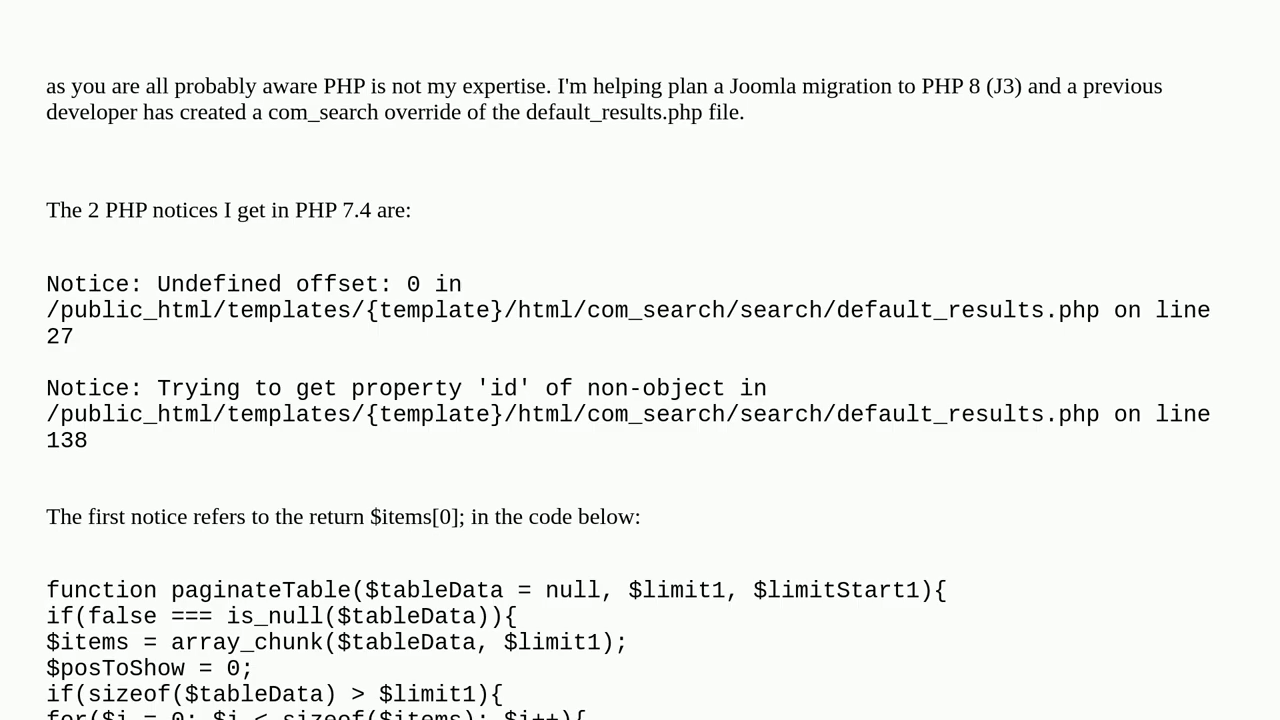 as you are all probably aware PHP is not my expertise. I'm helping plan a Joomla migration to PHP 8 (J3) and a previous
developer has created a com_search override of the default_results.php file.
The 2 PHP notices I get in PHP 7.4 are:
Notice: Undefined offset: 0 in
/public_html/templates/{template}/html/com_search/search/default_results.php on line
27
Notice: Trying to get property 'id' of non-object in
/public_html/templates/{template}/html/com_search/search/default_results.php on line
138
The first notice refers to the return $items[0]; in the code below:
function paginateTable($tableData = null, $limit1, $limitStart1){
if(false === is_null($tableData)){
$items = array_chunk($tableData, $limit1);
$posToShow = 0;
if(sizeof($tableData) > $limit1){
for($i = 0; $i < sizeof($items); $i++){